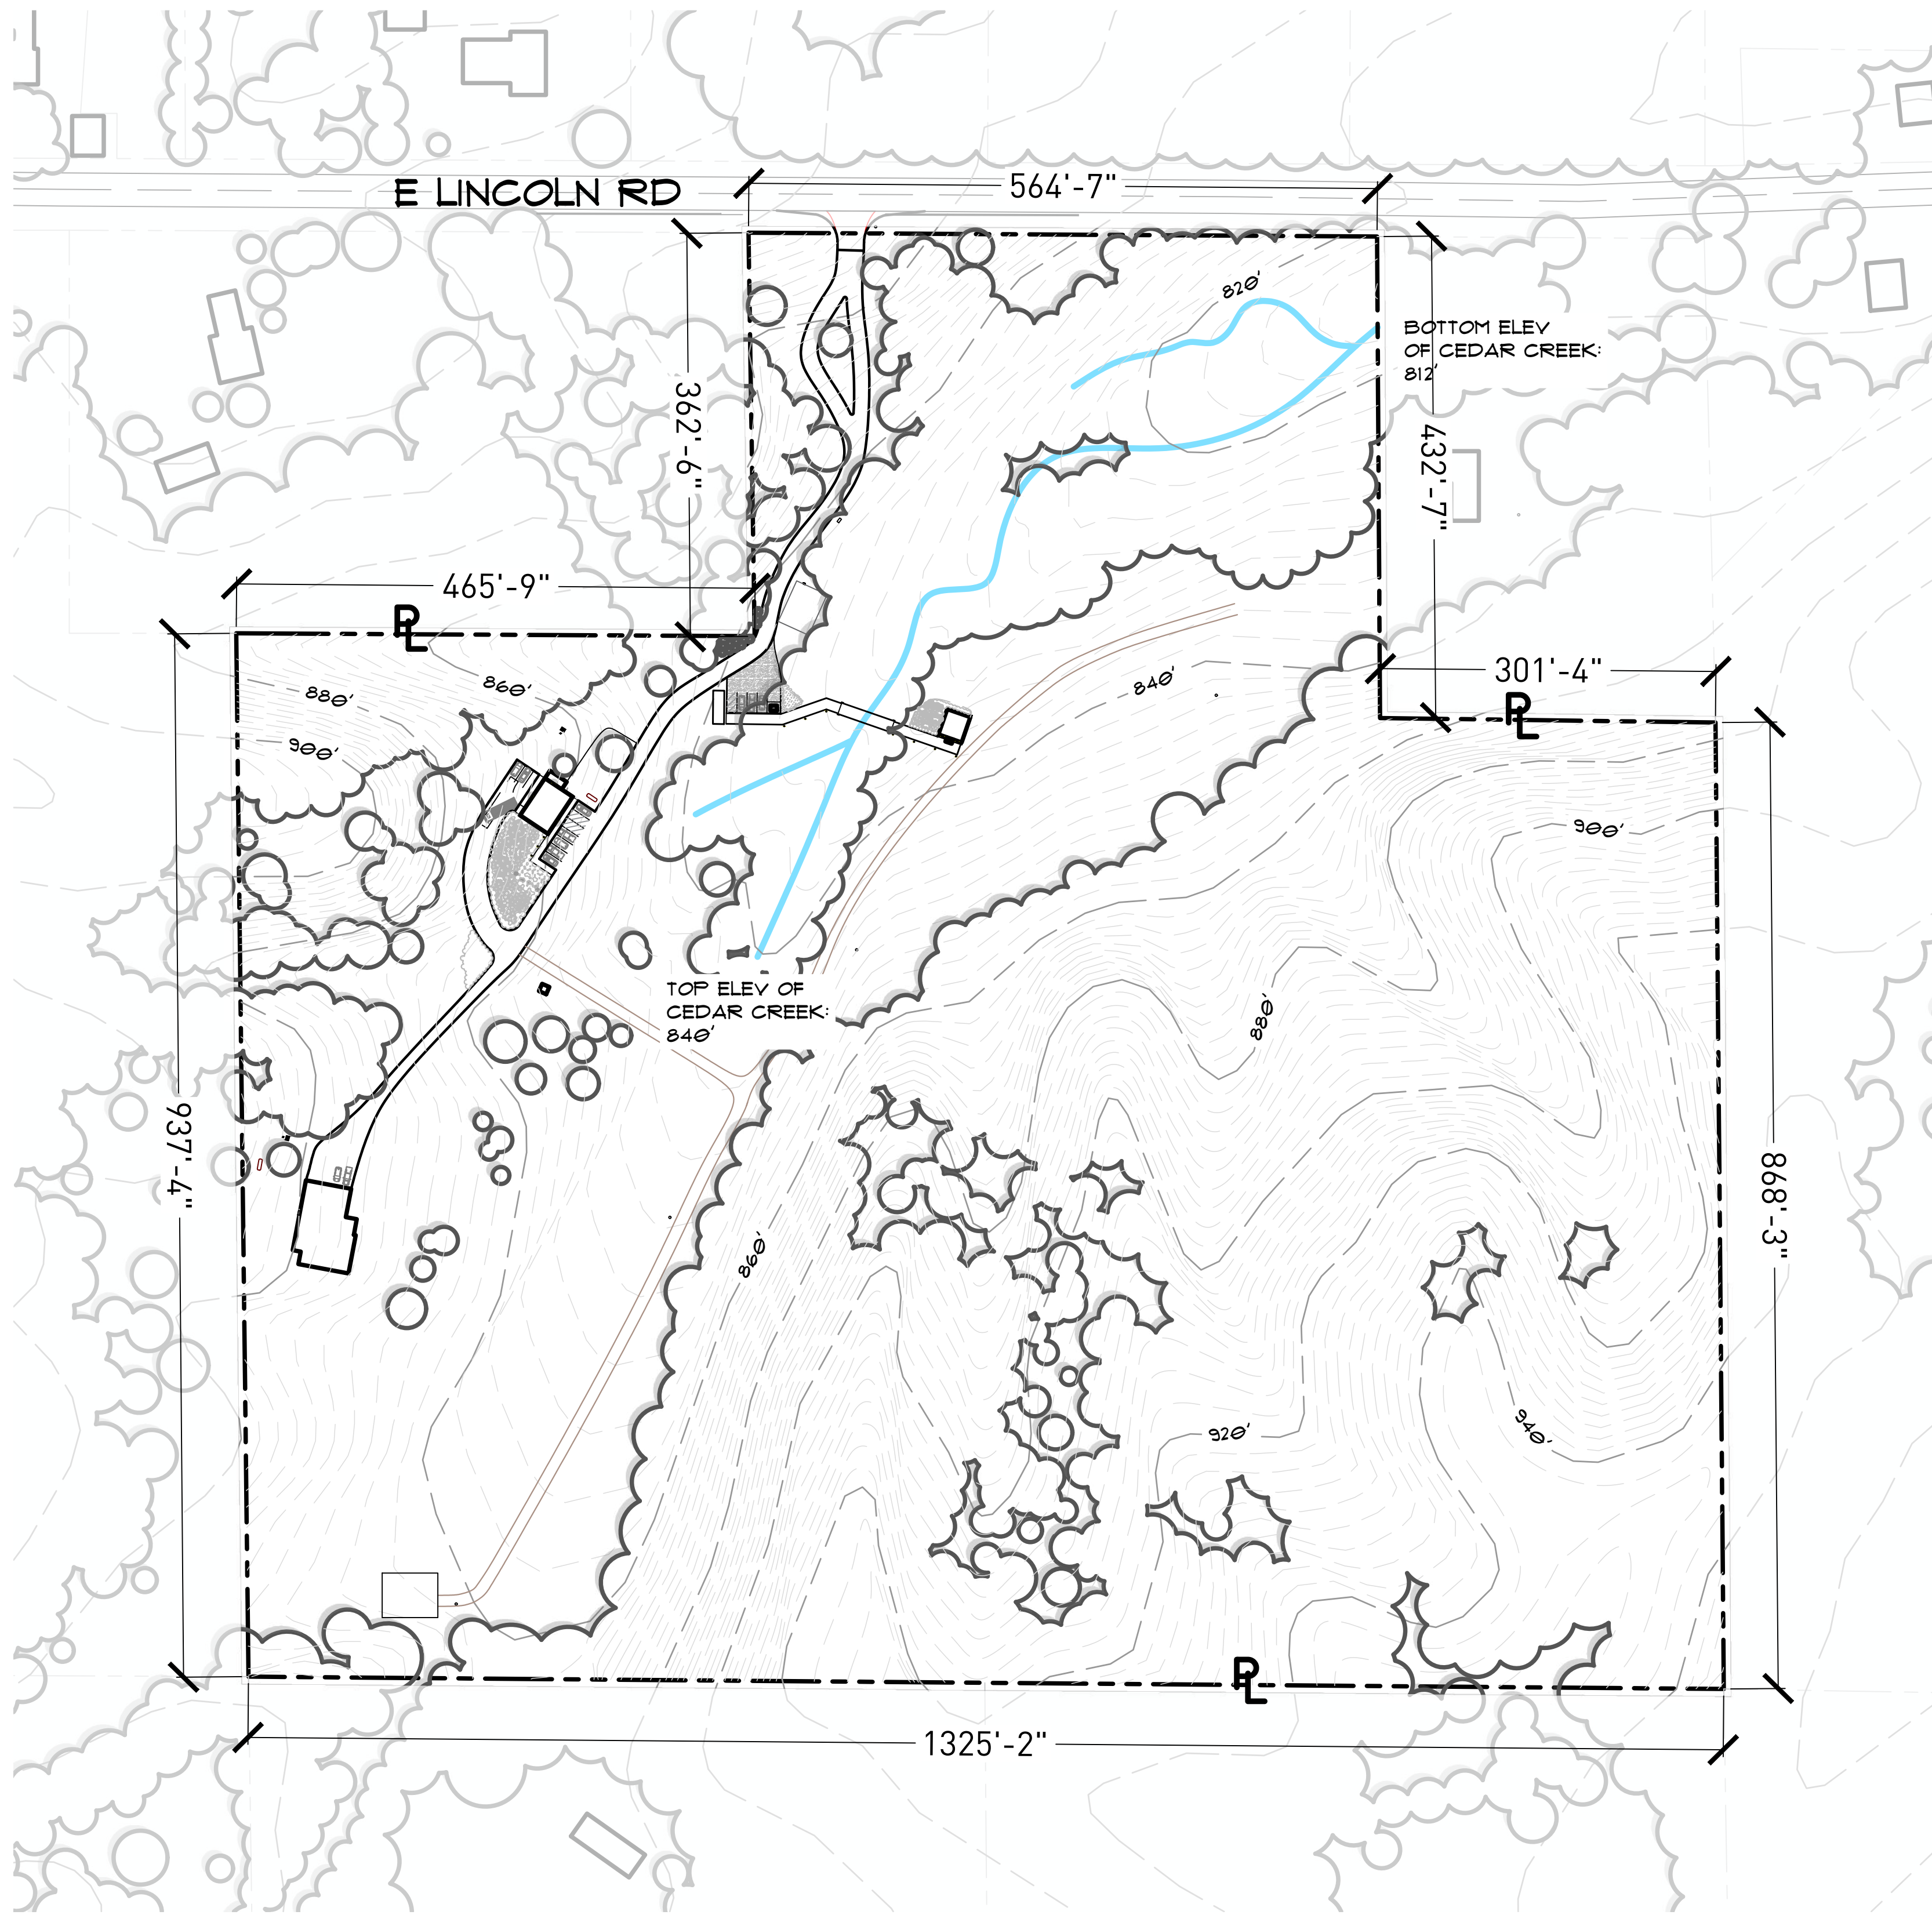 E LINCOLN RD
564'-7"
820'
BOTTOM ELEV
OF CEDAR CREEK:
812'
362'-6"
432'-7"
465'-9"
PL
301'-4"
PL
880'
860'
840'
900'
900'
TOP ELEV OF
CEDAR CREEK:
840'
880'
937'-4"
868'-3"
860'
920'
940'
PL
1325'-2"